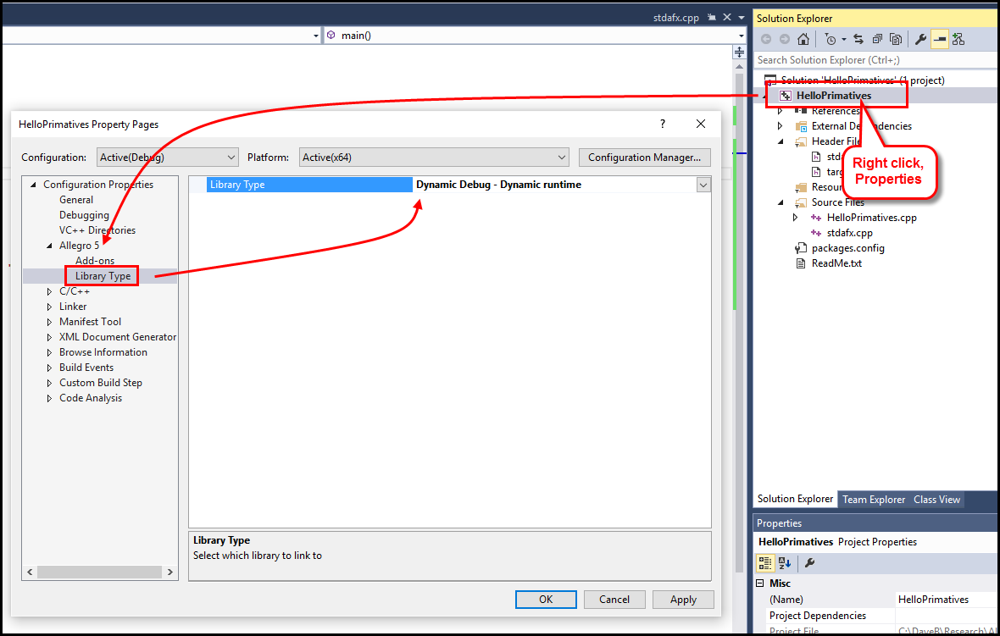 stdafx.cpp
main()
Solution Explorer
Search Solution Explorer (Ctrl+;)
Solution 'HelloPrimatives' (1 project)
HelloPrimatives
References
External Dependencies
Header File
std
targ
Resour
Source Files
HelloPrimatives.cpp
stdafx.cpp
packages.config
ReadMe.txt
Right click,
Properties
HelloPrimatives Property Pages
?
Configuration: Active(Debug) Platform: Active(x64) Configuration Manager...
Configuration Properties
General
Debugging
VC++ Directories
Allegro 5
Add-ons
Library Type
C/C++
Linker
Manifest Tool
XML Document Generator
Browse Information
Build Events
Custom Build Step
Code Analysis
Library Type Dynamic Debug - Dynamic runtime
Library Type
Select which library to link to
OK Cancel Apply
Solution Explorer Team Explorer Class View
Properties
HelloPrimatives Project Properties
Misc
(Name) HelloPrimatives
Project Dependencies
Project File C:\DaveB\Research\Al